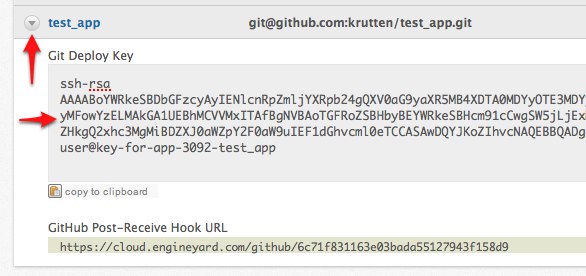 test_app git@github.com:krutten/test_app.git
Git Deploy Key
ssh-rsa
AAAABoYWRkeSBDbGFzcyAyIENlcnRpZmljYXRpb24gQXV0aG9yaXR5MB4XDTA0MDYyOTE3MDY
yMFowYzELMAkGA1UEBhMCVVMxITAfBgNVBAoTGFRoZSBHbyBEYWRkeSBHcm91cCwgSW5jLjEx
ZHkgQ2xhc3MgMiBDZXJ0aWZpY2F0aW9uIEF1dGhvcml0eTCCASAwDQYJKoZIhvcNAQEBBQADg
user@key-for-app-3092-test_app
copy to clipboard
GitHub Post-Receive Hook URL
https://cloud.engineyard.com/github/6c71f831163e03bada55127943f158d9